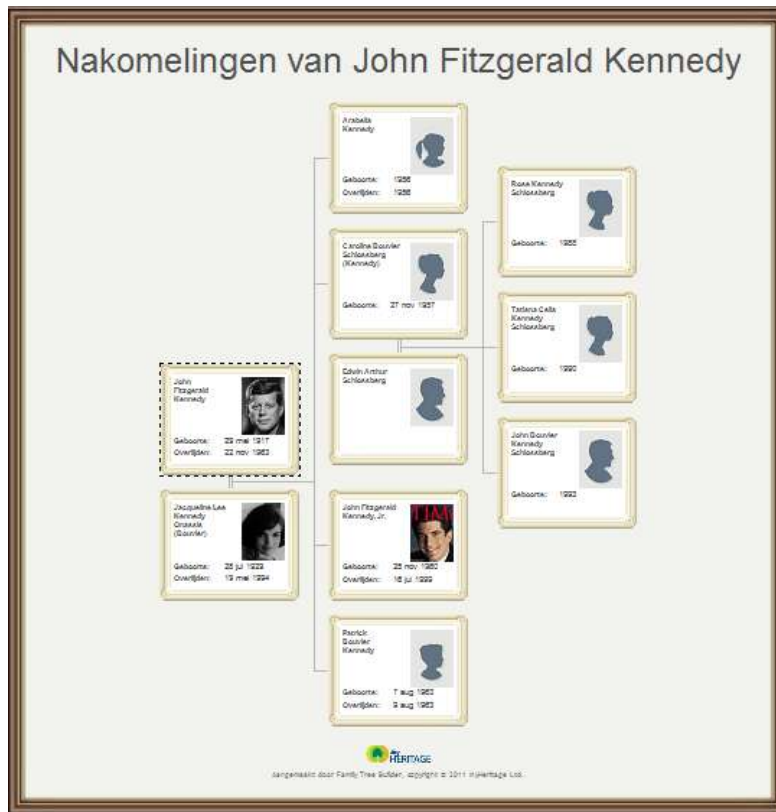 Nakomelingen van John Fitzgerald Kennedy
Arabella
Kennedy
Geboorte: 1956
Overlijden: 1956
Caroline Bouvier
Schlossberg
(Kennedy)
Geboorte: 27 nov 1957
Edwin Arthur
Schlossberg
Rose Kennedy
Schlossberg
Geboorte: 1988
Tatiana Celia
Kennedy
Schlossberg
Geboorte: 1990
John Bouvier
Kennedy
Schlossberg
Geboorte: 1993
John
Fitzgerald
Kennedy
Geboorte: 29 mei 1917
Overlijden: 22 nov 1963
Jacqueline Lee
Kennedy
Onassis
(Bouvier)
Geboorte: 28 jul 1929
Overlijden: 19 mei 1994
John Fitzgerald
Kennedy, Jr.
TIM
Geboorte: 25 nov 1960
Overlijden: 16 jul 1999
Patrick
Bouvier
Kennedy
Geboorte: 7 aug 1963
Overlijden: 9 aug 1963
my
HERITAGE
Aangemaakt door Family Tree Builder, copyright © 2011 MyHeritage Ltd.